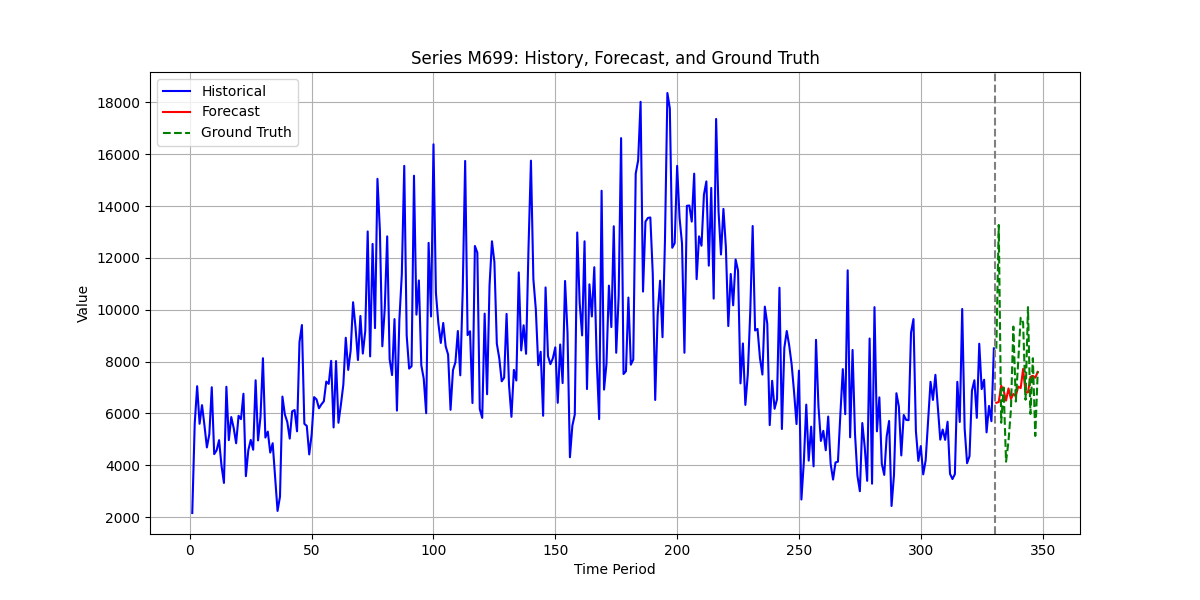 Series M699: History, Forecast, and Ground Truth
Historical
Forecast
Ground Truth
18000
16000
14000
12000
10000
8000
6000
4000
2000
Value
0 50 100 150 200 250 300 350
Time Period